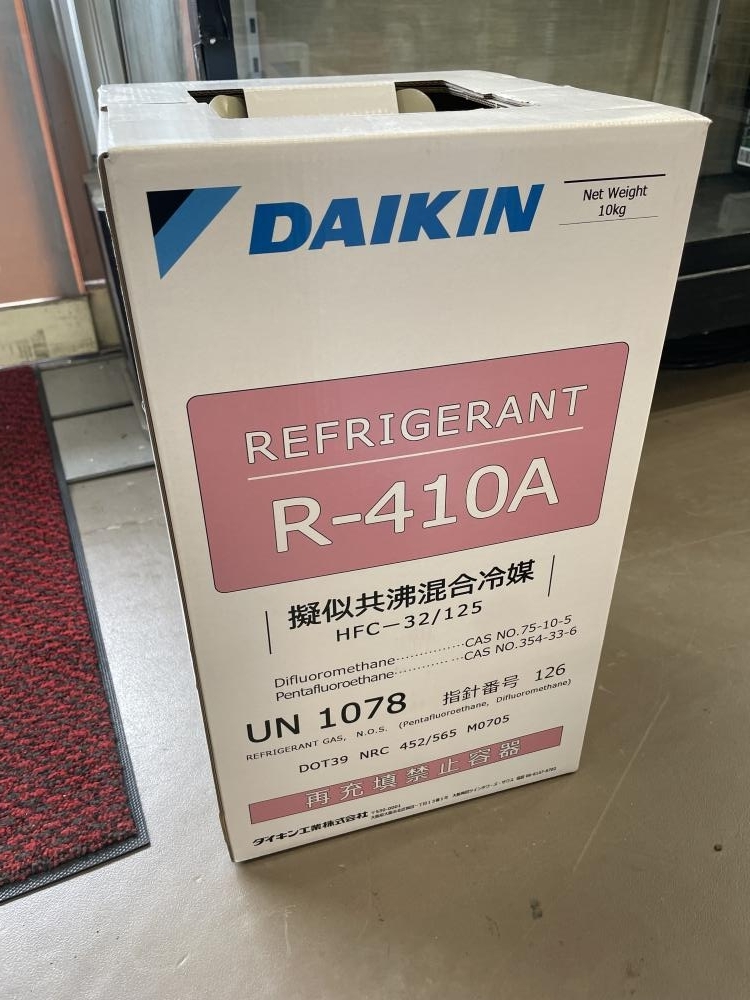 DAIKIN
Net Weight
10kg
REFRIGERANT
R-410A
擬似共沸混合冷媒
HFC－32/125
Difluoromethane……………CAS NO.75-10-5
Pentafluoroethane…………CAS NO.354-33-6
UN 1078 指針番号 126
REFRIGERANT GAS, N.O.S. (Pentafluoroethane, Difluoromethane)
DOT39 NRC 452/565 M0705
再充填禁止容器
ダイキン工業株式会社